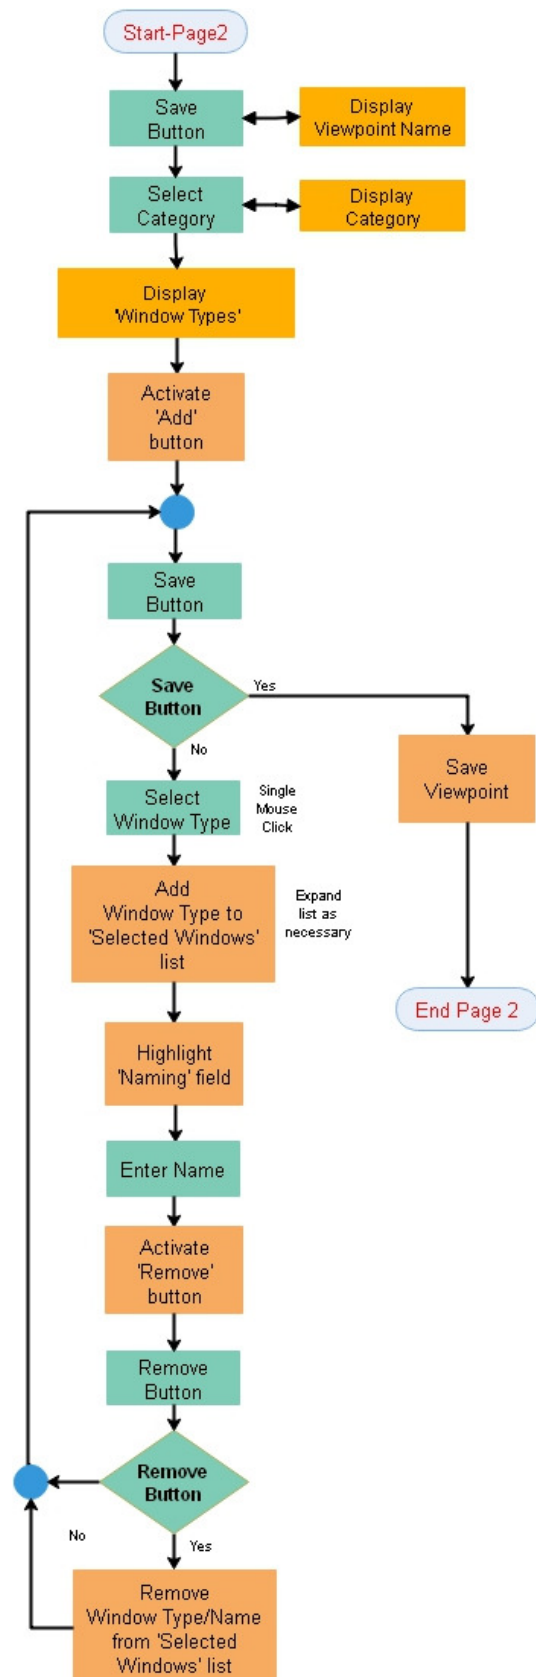 Start-Page2
Save
Button
Display
Viewpoint Name
Select
Category
Display
Category
Display
'Window Types'
Activate
'Add'
button
Save
Button
Save
Button
Yes
No
Save
Viewpoint
Select
Window Type
Single
Mouse
Click
Add
Window Type to
'Selected Windows'
list
Expand
list as
necessary
End Page 2
Highlight
'Naming' field
Enter Name
Activate
'Remove'
button
Remove
Button
Remove
Button
No
Yes
Remove
Window Type/Name
from 'Selected
Windows' list